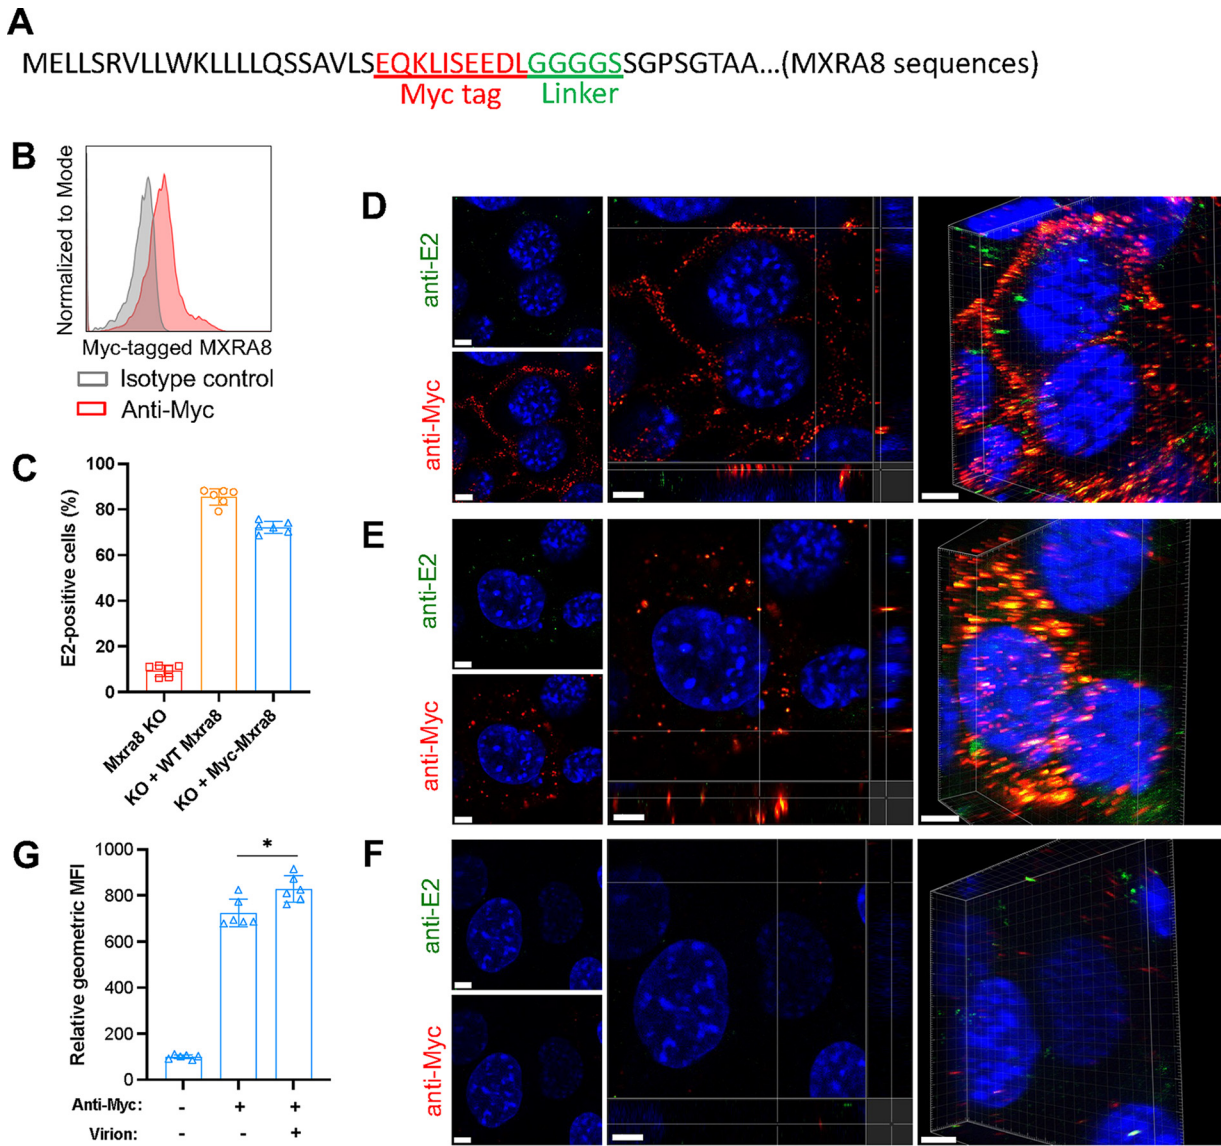 A
MELLSRVLLWKLLLLQSSAVLSEQKLISEEDLGGGGSSGPSGTAA...(MXRA8 sequences)
Myc tag Linker
B
Normalized to Mode
Myc-tagged MXRA8
Isotype control
Anti-Myc
C
E2-positive cells (%)
100
80
60
40
20
0
Mxra8 KO
KO + WT Mxra8
KO + Myc-Mxra8
D
anti-E2
anti-Myc
E
anti-E2
anti-Myc
G
Relative geometric MFI
1000
800
600
400
200
0
*
Anti-Myc: - + +
Virion: - - +
F
anti-E2
anti-Myc